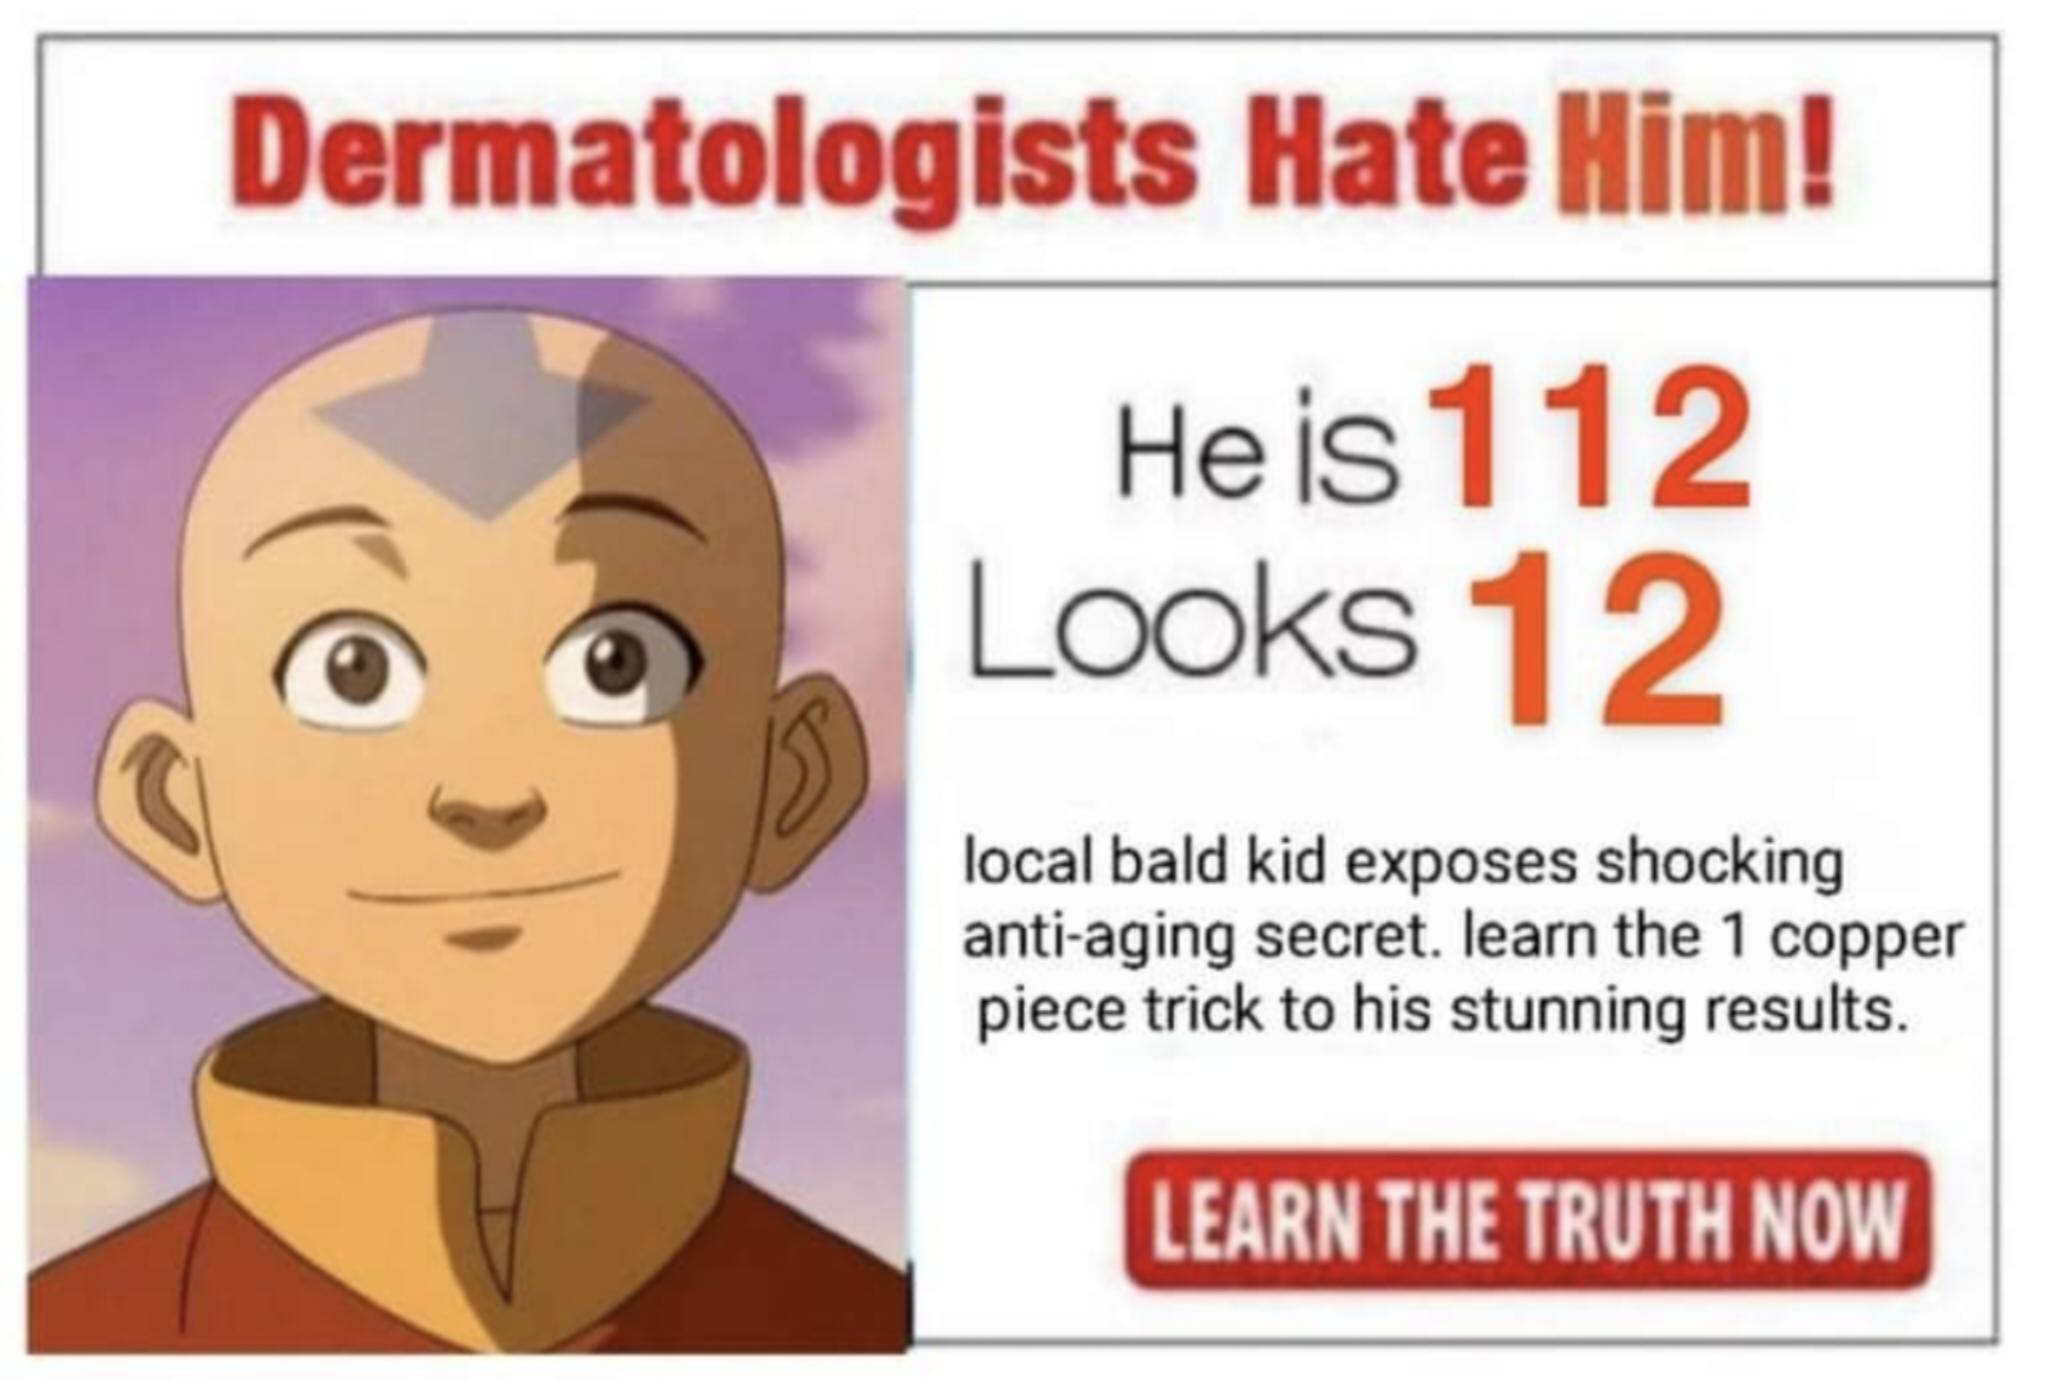 Dermatologists Hate Him!
He is 112
Looks 12
local bald kid exposes shocking
anti-aging secret. learn the 1 copper
piece trick to his stunning results.
LEARN THE TRUTH NOW